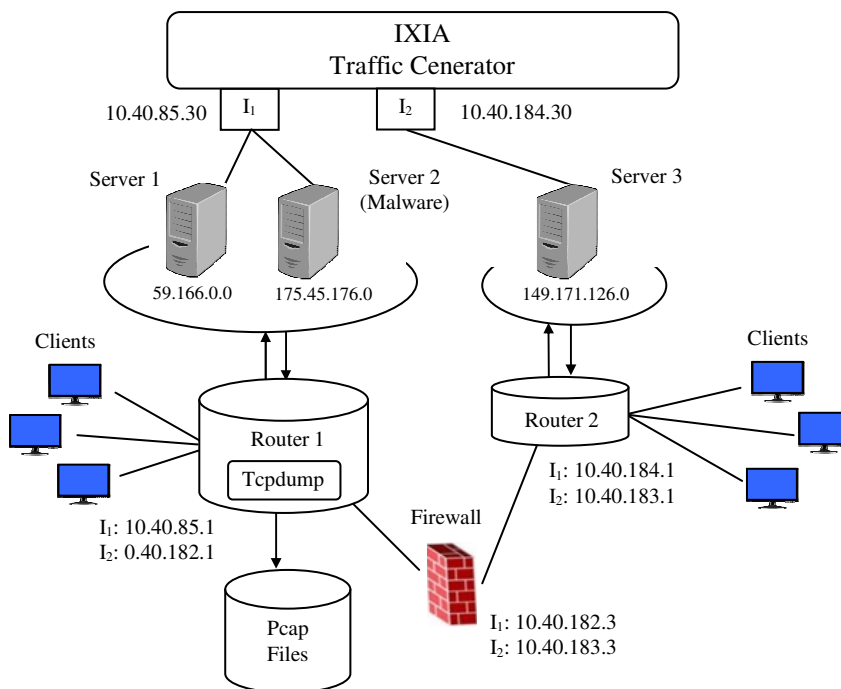 IXIA
Traffic Cenerator
10.40.85.30
I₁
I₂
10.40.184.30
Server 1
Server 2
(Malware)
Server 3
59.166.0.0
175.45.176.0
149.171.126.0
Clients
Clients
Router 1
Tcpdump
Router 2
I₁: 10.40.184.1
I₂: 10.40.183.1
I₁: 10.40.85.1
I₂: 0.40.182.1
Firewall
I₁: 10.40.182.3
I₂: 10.40.183.3
Pcap
Files